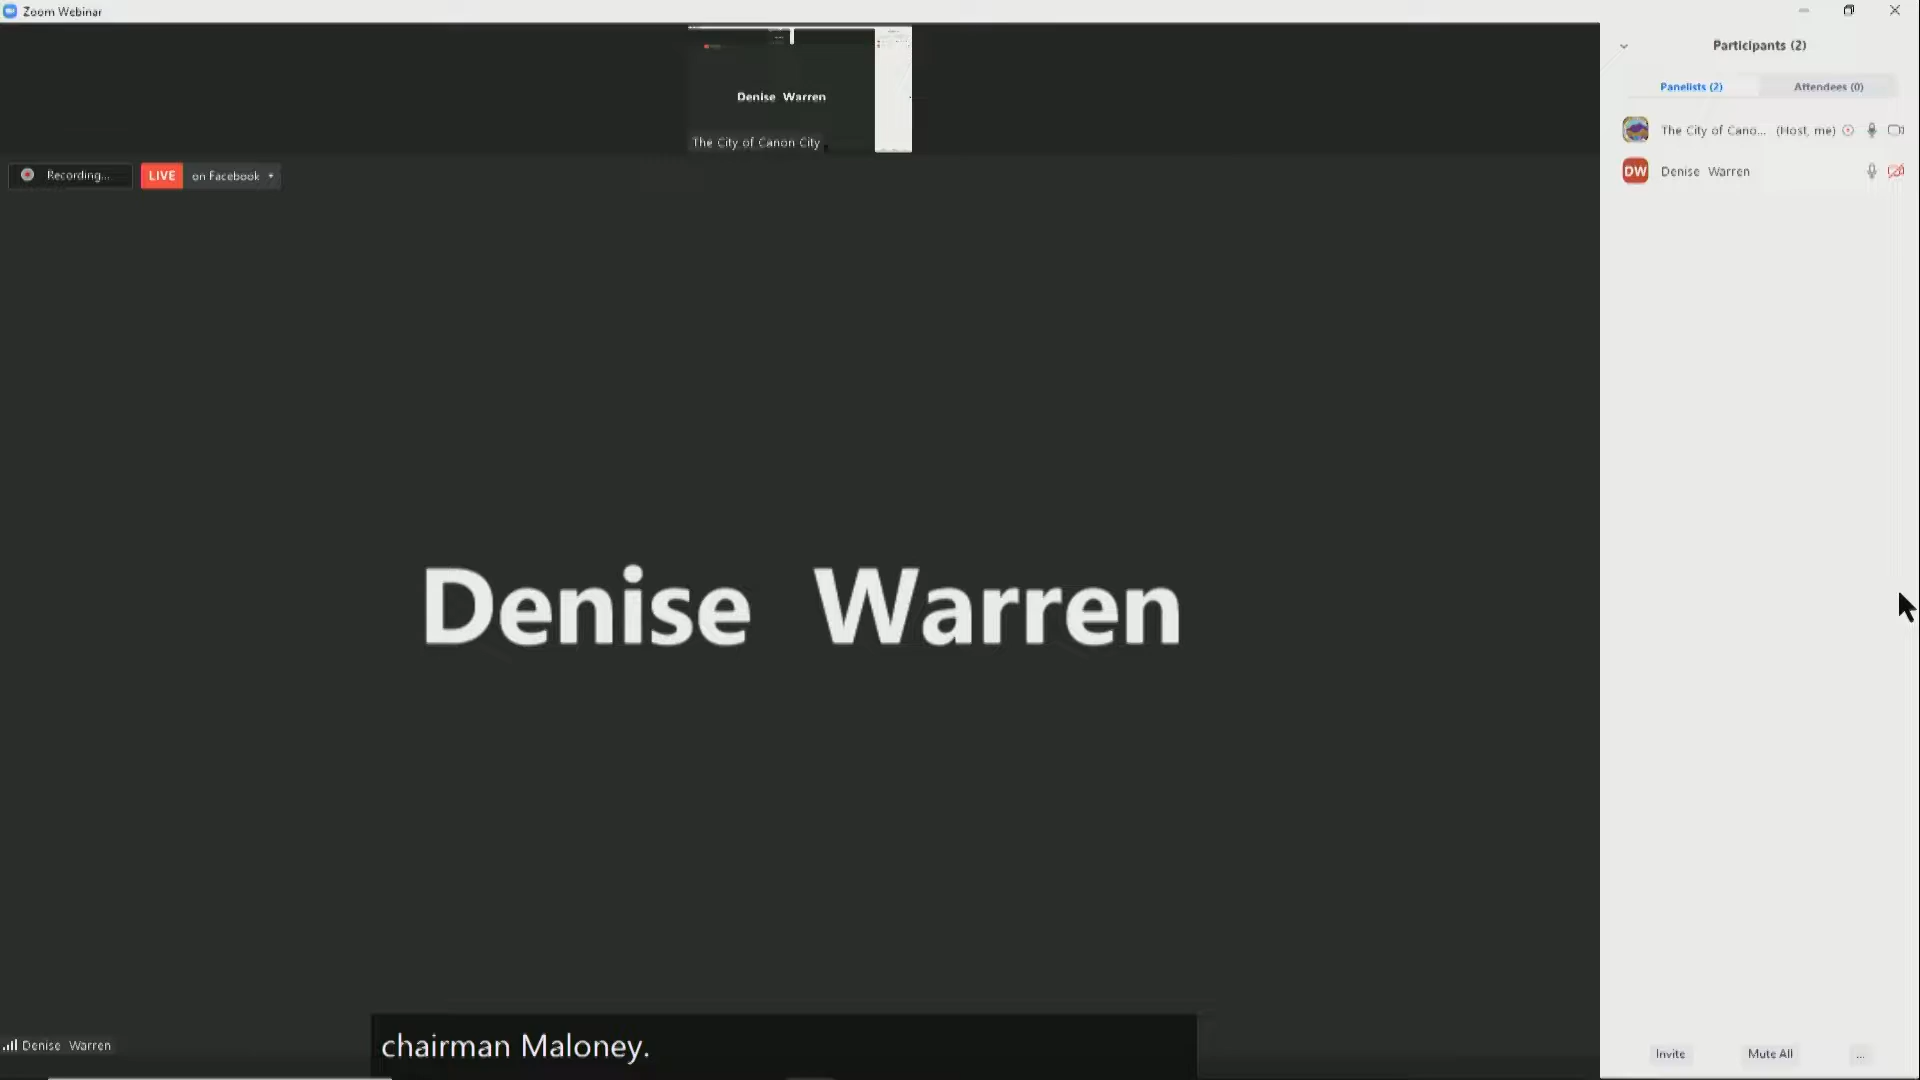 Zoom Webinar
Denise Warren
The City of Canon City
Recording...
LIVE on Facebook
Participants (2)
Panelists (2)
Attendees (0)
The City of Cano... (Host, me)
DW Denise Warren
Denise Warren
Denise Warren
chairman Maloney.
Invite
Mute All
...